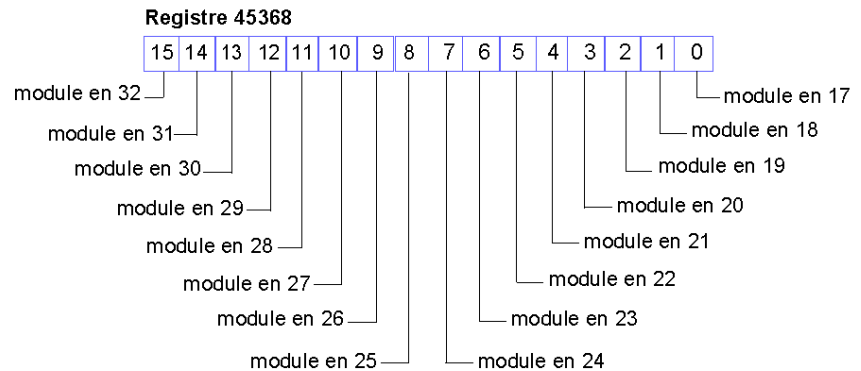 Registre 45368
15 14 13 12 11 10 9 8 7 6 5 4 3 2 1 0
module en 32
module en 17
module en 31
module en 18
module en 30
module en 19
module en 29
module en 20
module en 28
module en 21
module en 27
module en 22
module en 26
module en 23
module en 25
module en 24